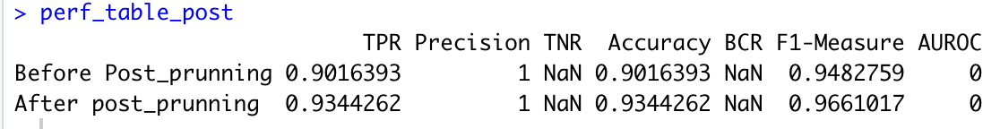 > perf_table_post
TPR Precision TNR Accuracy BCR F1-Measure AUROC
Before Post_prunning 0.9016393 1 NaN 0.9016393 NaN 0.9482759 0
After post_prunning 0.9344262 1 NaN 0.9344262 NaN 0.9661017 0